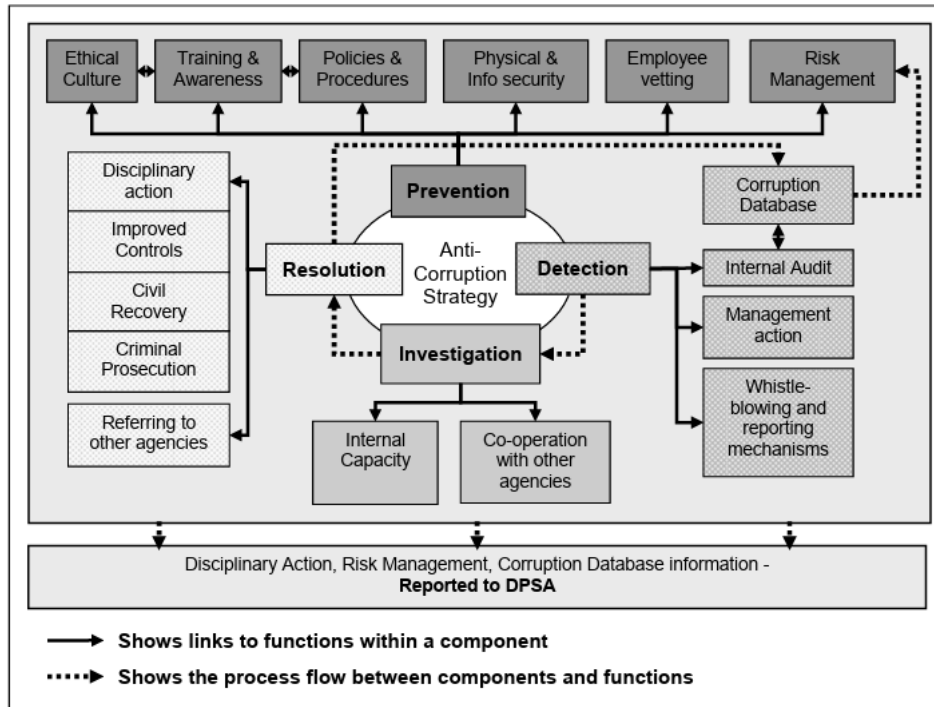 Ethical
Culture
Training &
Awareness
Policies &
Procedures
Physical &
Info security
Employee
vetting
Risk
Management
Disciplinary
action
Improved
Controls
Civil
Recovery
Criminal
Prosecution
Referring to
other agencies
Prevention
Resolution
Anti-
Corruption
Strategy
Detection
Investigation
Internal
Capacity
Co-operation
with other
agencies
Corruption
Database
Internal Audit
Management
action
Whistle-
blowing and
reporting
mechanisms
Disciplinary Action, Risk Management, Corruption Database information -
Reported to DPSA
Shows links to functions within a component
Shows the process flow between components and functions